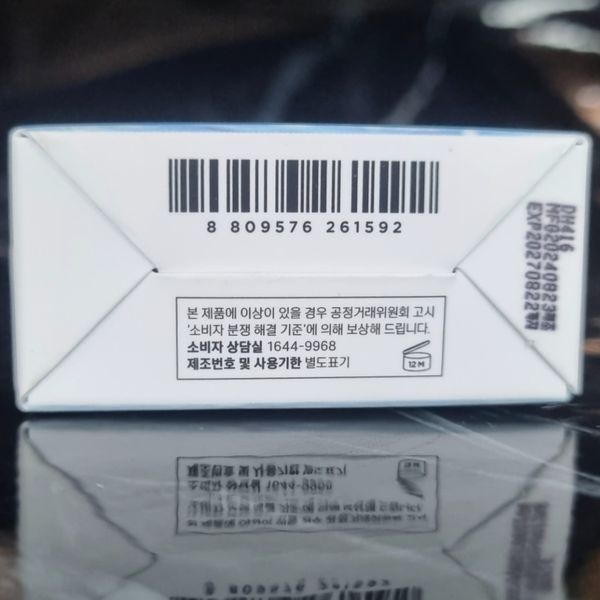 8 809576 261592
본 제품에 이상이 있을 경우 공정거래위원회 고시
'소비자 분쟁 해결 기준'에 의해 보상해 드립니다.
소비자 상담실 1644-9968
제조번호 및 사용기한 별도표기
12M
DH416
MFG20240823제조
EXP20270822까지